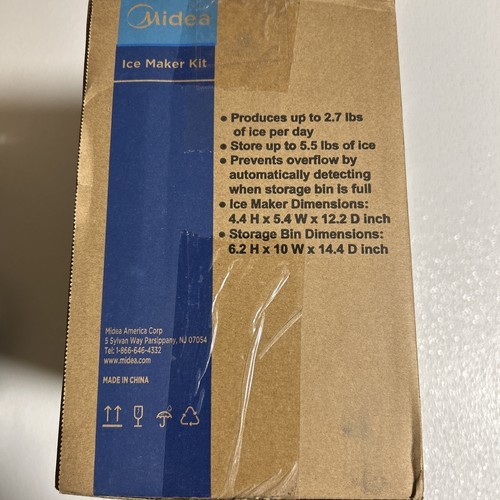 Midea
Ice Maker Kit
• Produces up to 2.7 lbs
of ice per day
• Store up to 5.5 lbs of ice
• Prevents overflow by
automatically detecting
when storage bin is full
• Ice Maker Dimensions:
4.4 H x 5.4 W x 12.2 D inch
• Storage Bin Dimensions:
6.2 H x 10 W x 14.4 D inch
Midea America Corp
5 Sylvan Way Parsippany, NJ 07054
Tel: 1-866-646-4332
www.midea.com
MADE IN CHINA